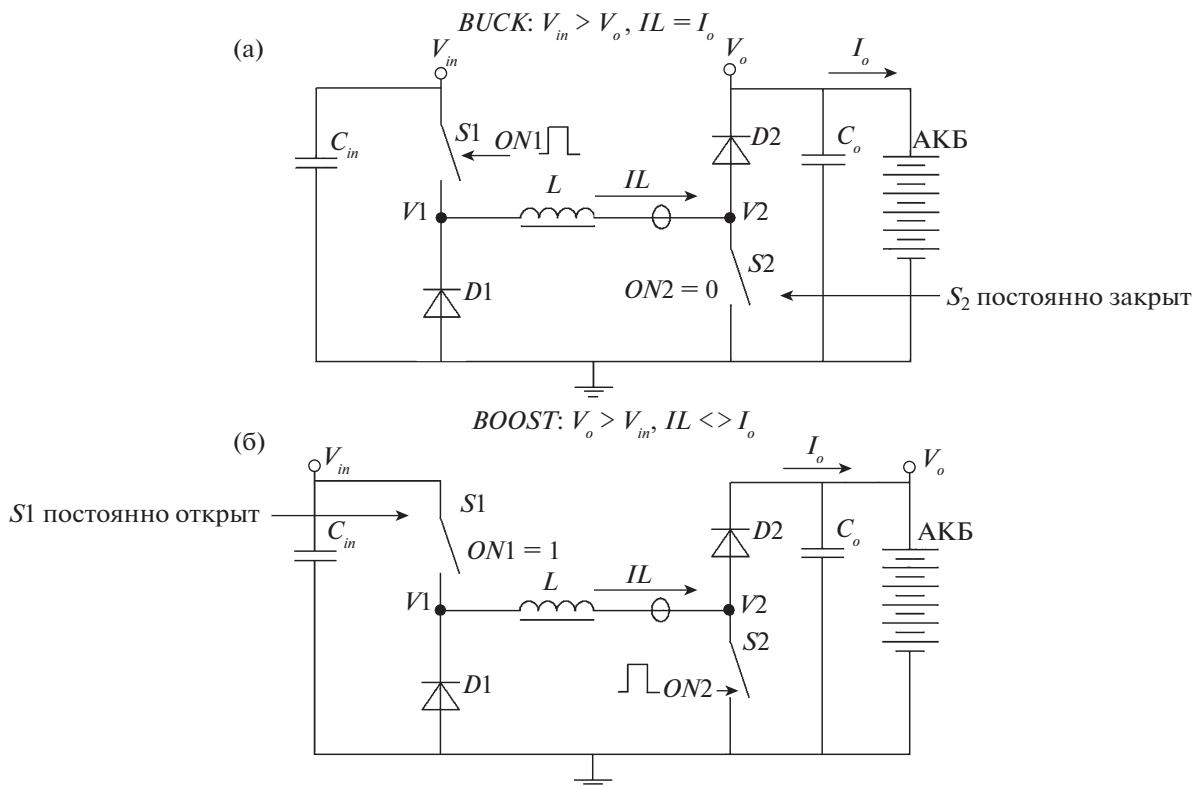 BUCK: V_in > V_o, IL = I_o
(а)
V_in
V_o
I_o
C_in
S1
ON1
D2
C_o
АКБ
L
IL
V1
V2
S2
D1
ON2 = 0
S_2 постоянно закрыт
BOOST: V_o > V_in, IL <> I_o
(б)
V_in
I_o
V_o
S1 постоянно открыт
S1
C_in
ON1 = 1
D2
C_o
АКБ
L
IL
V1
V2
S2
D1
ON2